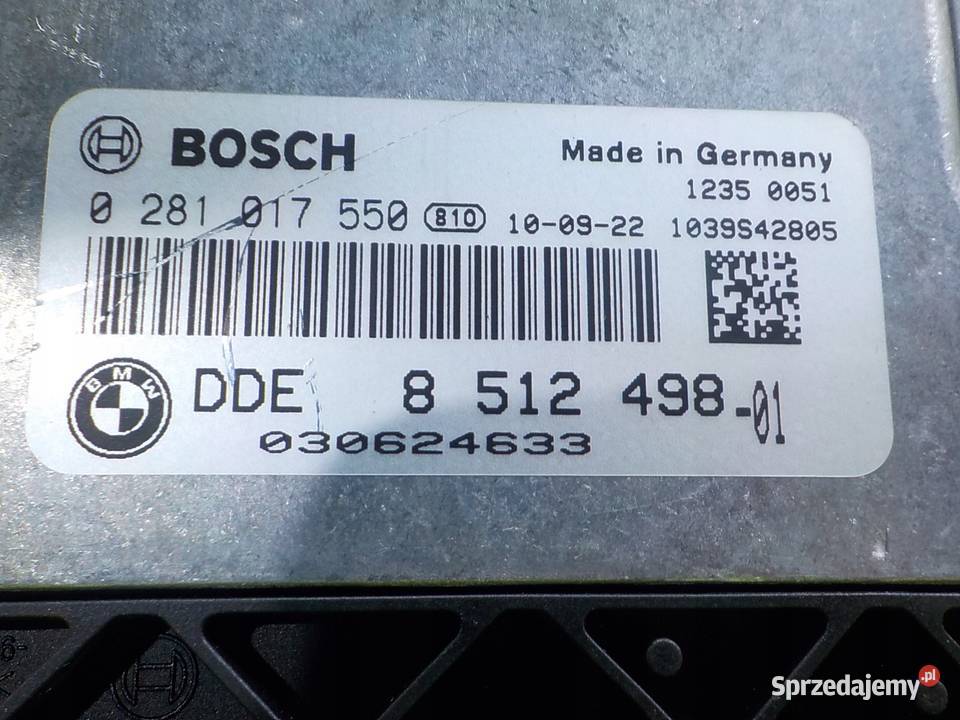 BOSCH
Made in Germany
1235 0051
0 281 017 550 810 10-09-22 1039S42805
BMW
DDE 8 512 498-01
030624633
Sprzedajemy.pl